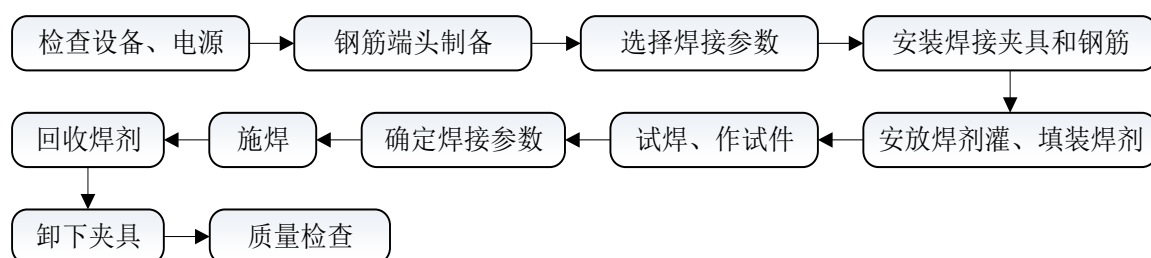 检查设备、电源 钢筋端头制备 选择焊接参数 安装焊接夹具和钢筋
回收焊剂 施焊 确定焊接参数 试焊、作试件 安放焊剂灌、填装焊剂
卸下夹具 质量检查